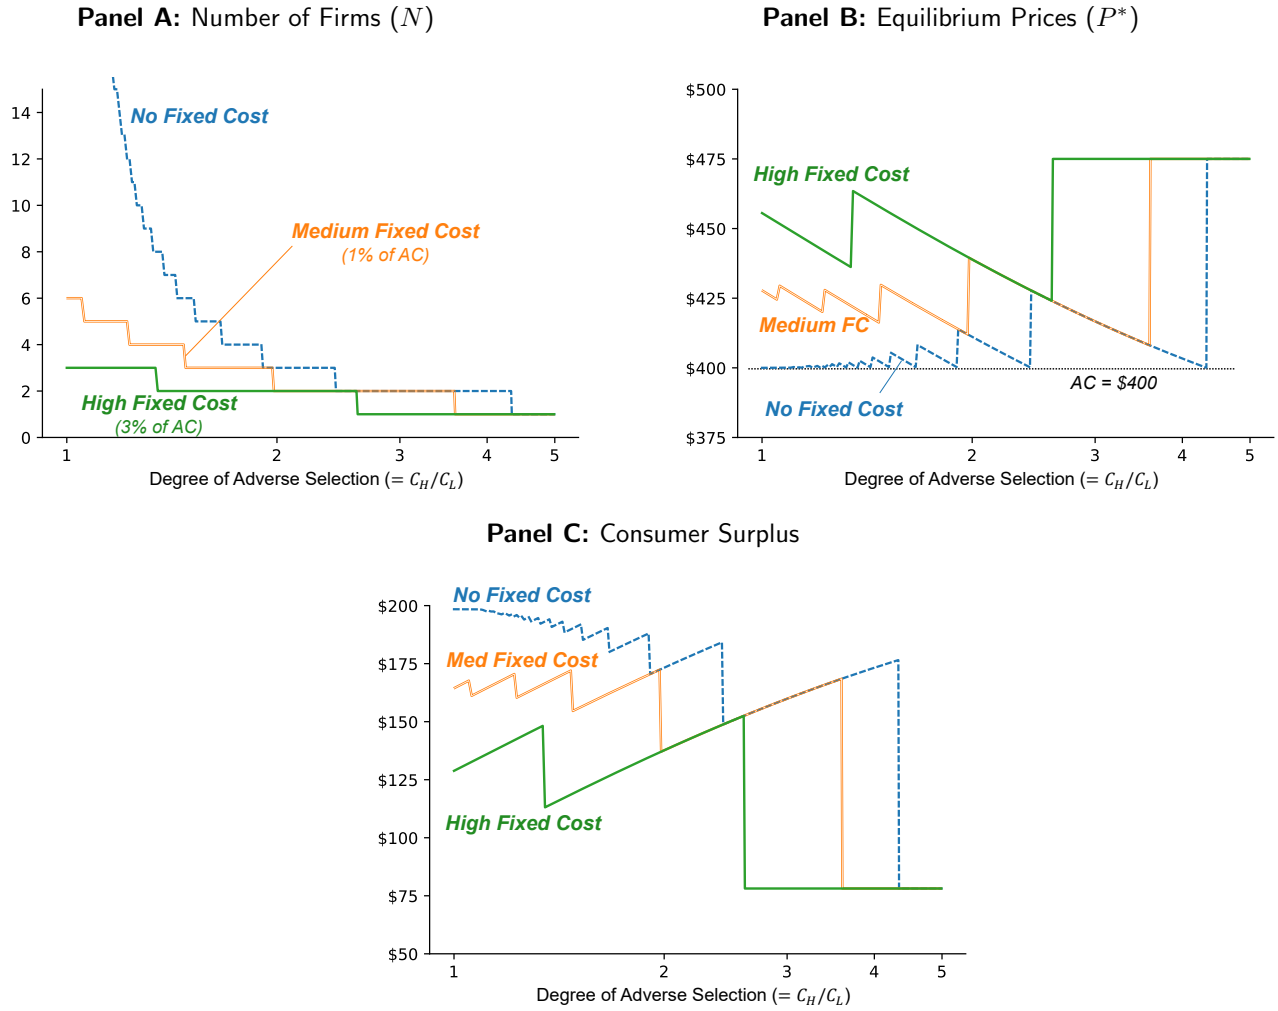 Panel A: Number of Firms (N)
14
12
10
8
6
4
2
0
No Fixed Cost
Medium Fixed Cost
(1% of AC)
High Fixed Cost
(3% of AC)
1 2 3 4 5
Degree of Adverse Selection (= C_H/C_L)
Panel B: Equilibrium Prices (P*)
$500
$475
$450
$425
$400
$375
High Fixed Cost
Medium FC
No Fixed Cost
AC = $400
1 2 3 4 5
Degree of Adverse Selection (= C_H/C_L)
Panel C: Consumer Surplus
$200
$175
$150
$125
$100
$75
$50
No Fixed Cost
Med Fixed Cost
High Fixed Cost
1 2 3 4 5
Degree of Adverse Selection (= C_H/C_L)